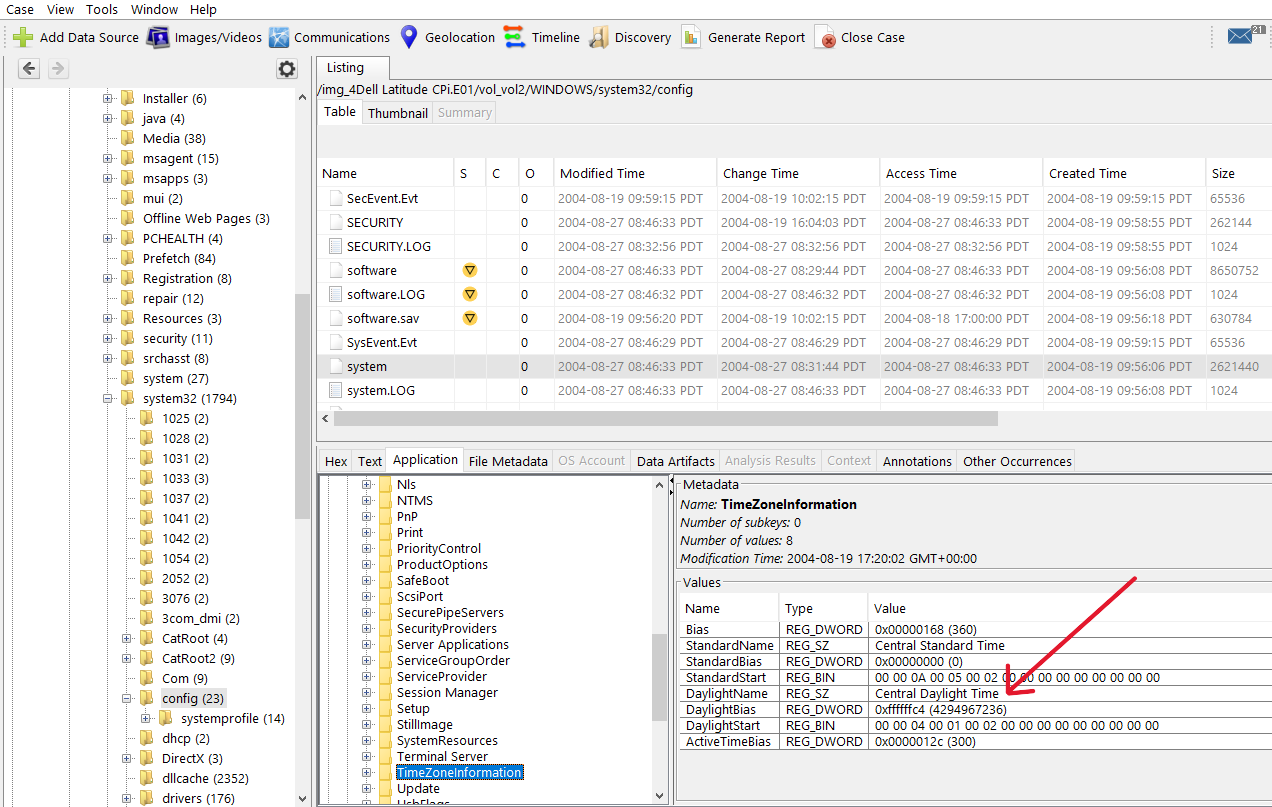 Case View Tools Window Help
Add Data Source Images/Videos Communications Geolocation Timeline Discovery Generate Report Close Case 21
Installer (6)
java (4)
Media (38)
msagent (15)
msapps (3)
mui (2)
Offline Web Pages (3)
PCHEALTH (4)
Prefetch (84)
Registration (8)
repair (12)
Resources (3)
security (11)
srchasst (8)
system (27)
system32 (1794)
1025 (2)
1028 (2)
1031 (2)
1033 (3)
1037 (2)
1041 (2)
1042 (2)
1054 (2)
2052 (2)
3076 (2)
3com_dmi (2)
CatRoot (4)
CatRoot2 (9)
Com (9)
config (23)
systemprofile (14)
dhcp (2)
DirectX (3)
dllcache (2352)
drivers (176)
Listing
/img_4Dell Latitude CPi.E01/vol_vol2/WINDOWS/system32/config
Table Thumbnail Summary
Name S C O Modified Time Change Time Access Time Created Time Size
SecEvent.Evt 0 2004-08-19 09:59:15 PDT 2004-08-19 10:02:15 PDT 2004-08-19 09:59:15 PDT 2004-08-19 09:59:15 PDT 65536
SECURITY 0 2004-08-27 08:46:33 PDT 2004-08-19 16:04:03 PDT 2004-08-27 08:46:33 PDT 2004-08-19 09:58:55 PDT 262144
SECURITY.LOG 0 2004-08-27 08:32:56 PDT 2004-08-27 08:32:56 PDT 2004-08-27 08:32:56 PDT 2004-08-19 09:58:55 PDT 1024
software 0 2004-08-27 08:46:33 PDT 2004-08-27 08:29:44 PDT 2004-08-27 08:46:33 PDT 2004-08-19 09:56:08 PDT 8650752
software.LOG 0 2004-08-27 08:46:32 PDT 2004-08-27 08:46:32 PDT 2004-08-27 08:46:32 PDT 2004-08-19 09:56:08 PDT 1024
software.sav 0 2004-08-19 09:56:20 PDT 2004-08-19 10:02:15 PDT 2004-08-18 17:00:00 PDT 2004-08-19 09:56:18 PDT 630784
SysEvent.Evt 0 2004-08-27 08:46:29 PDT 2004-08-27 08:46:29 PDT 2004-08-27 08:46:29 PDT 2004-08-19 09:59:15 PDT 65536
system 0 2004-08-27 08:46:33 PDT 2004-08-27 08:31:44 PDT 2004-08-27 08:46:33 PDT 2004-08-19 09:56:06 PDT 2621440
system.LOG 0 2004-08-27 08:46:33 PDT 2004-08-27 08:46:33 PDT 2004-08-27 08:46:33 PDT 2004-08-19 09:56:06 PDT 1024
Hex Text Application File Metadata OS Account Data Artifacts Analysis Results Context Annotations Other Occurrences
Nls
NTMS
PnP
Print
PriorityControl
ProductOptions
SafeBoot
ScsiPort
SecurePipeServers
SecurityProviders
Server Applications
ServiceGroupOrder
ServiceProvider
Session Manager
Setup
StillImage
SystemResources
Terminal Server
TimeZoneInformation
Update
UsbFlags
Metadata
Name: TimeZoneInformation
Number of subkeys: 0
Number of values: 8
Modification Time: 2004-08-19 17:20:02 GMT+00:00
Values
Name Type Value
Bias REG_DWORD 0x00000168 (360)
StandardName REG_SZ Central Standard Time
StandardBias REG_DWORD 0x00000000 (0)
StandardStart REG_BIN 00 00 0A 00 05 00 02 00 00 00 00 00 00 00 00 00
DaylightName REG_SZ Central Daylight Time
DaylightBias REG_DWORD 0xffffffc4 (4294967236)
DaylightStart REG_BIN 00 00 04 00 01 00 02 00 00 00 00 00 00 00 00 00
ActiveTimeBias REG_DWORD 0x0000012c (300)